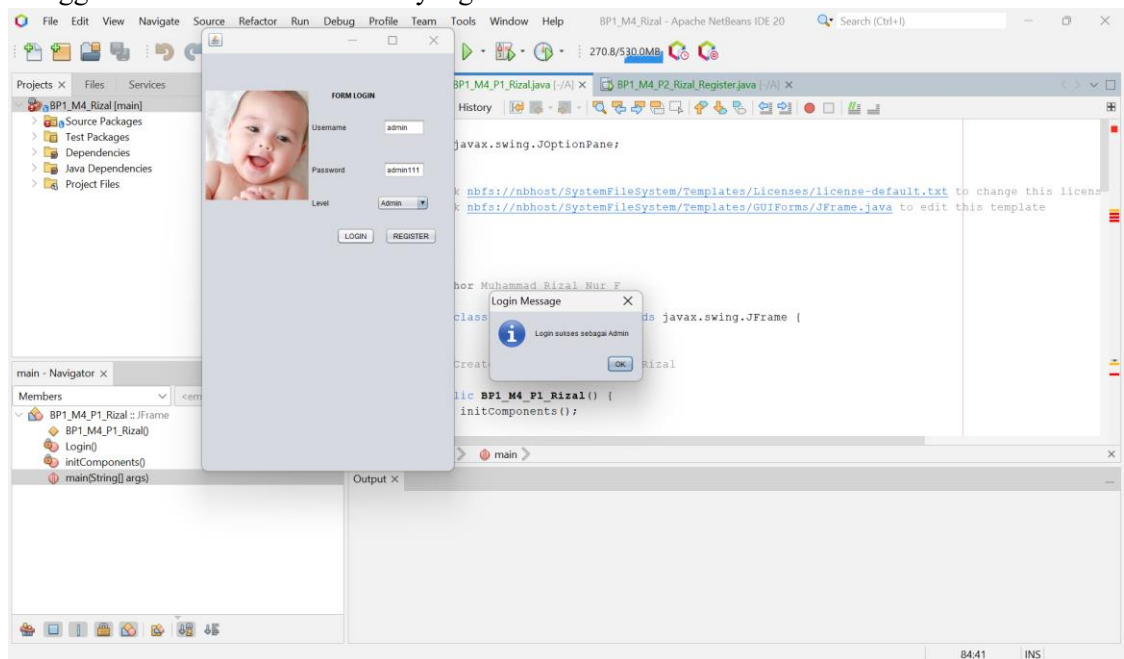 File Edit View Navigate Source Refactor Run Debug Profile Team Tools Window Help BP1_M4_Rizal - Apache NetBeans IDE 20 Search (Ctrl+I)
270.8/530.0MB
Projects Files Services
BP1_M4_P1_Rizal.java [-/A] BP1_M4_P2_Rizal_Register.java [-/A]
BP1_M4_Rizal [main]
Source Packages
Test Packages
Dependencies
Java Dependencies
Project Files
FORM LOGIN
Username admin
Password admin111
Level Admin
LOGIN REGISTER
History
javax.swing.JOptionPane;
nbfs://nbhost/SystemFileSystem/Templates/Licenses/license-default.txt to change this licens
nbfs://nbhost/SystemFileSystem/Templates/GUIForms/JFrame.java to edit this template
hor Muhammad Rizal Nur F
class ds javax.swing.JFrame {
Creat Rizal
lic BP1_M4_P1_Rizal() {
initComponents();
Login Message
Login sukses sebagai Admin
OK
main
main - Navigator
Members <em
BP1_M4_P1_Rizal :: JFrame
BP1_M4_P1_Rizal()
Login()
initComponents()
main(String[] args)
Output
84:41 INS